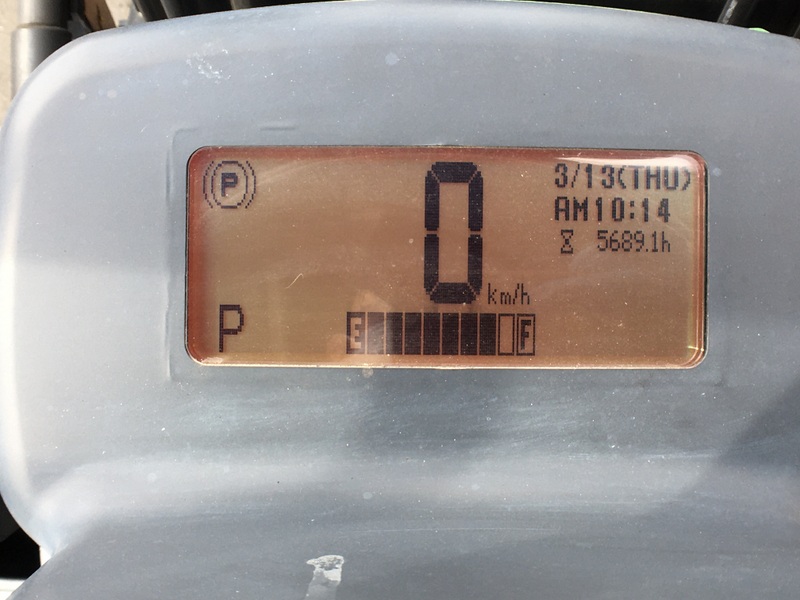 (P)
0 km/h
3/13(THU)
AM10:14
5689.1h
P
E F